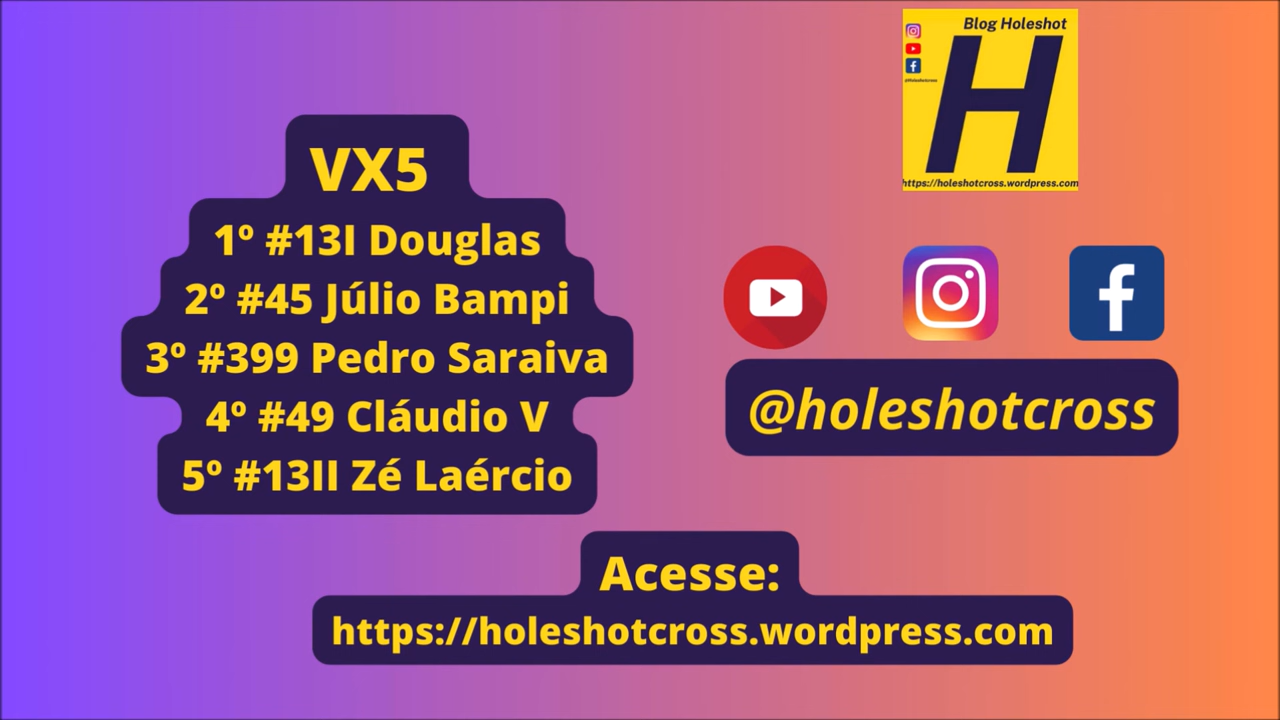 Blog Holeshot
H
@holeshotcross
https://holeshotcross.wordpress.com
VX5
1º #13I Douglas
2º #45 Júlio Bampi
3º #399 Pedro Saraiva
4º #49 Cláudio V
5º #13II Zé Laércio
@holeshotcross
Acesse:
https://holeshotcross.wordpress.com